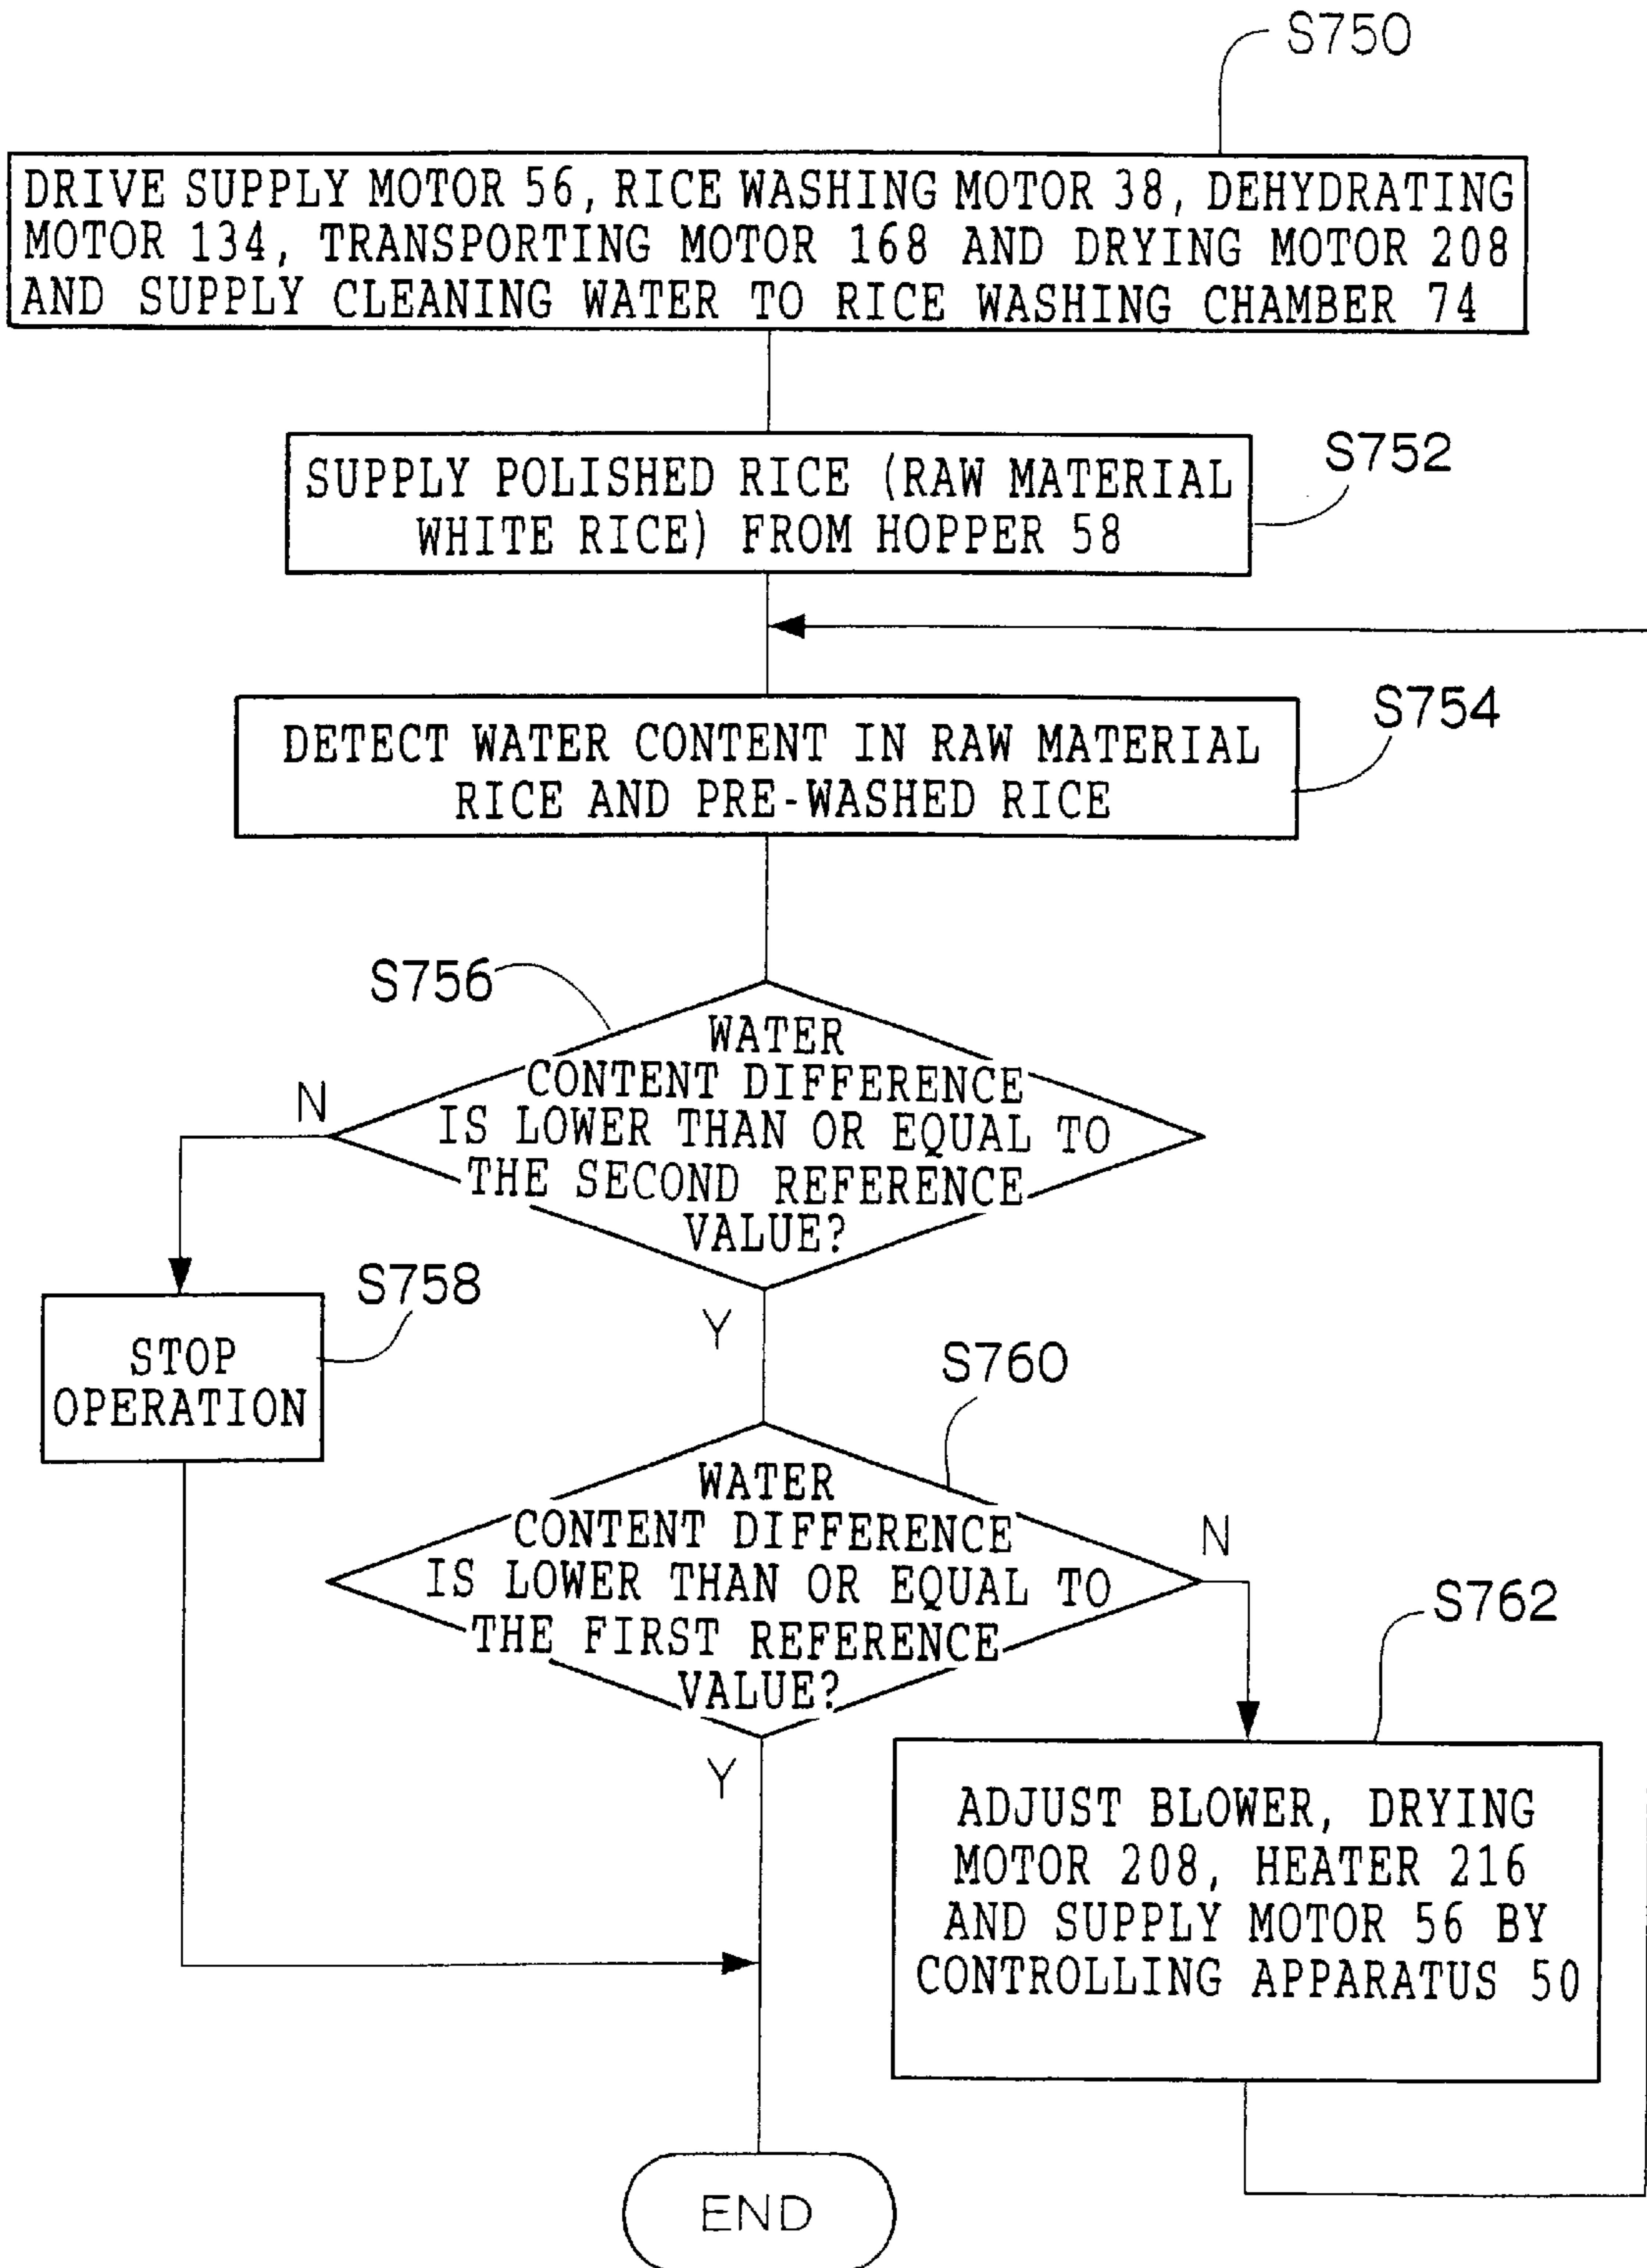 S750
DRIVE SUPPLY MOTOR 56, RICE WASHING MOTOR 38, DEHYDRATING
MOTOR 134, TRANSPORTING MOTOR 168 AND DRYING MOTOR 208
AND SUPPLY CLEANING WATER TO RICE WASHING CHAMBER 74
S752
SUPPLY POLISHED RICE (RAW MATERIAL
WHITE RICE) FROM HOPPER 58
S754
DETECT WATER CONTENT IN RAW MATERIAL
RICE AND PRE-WASHED RICE
S756
WATER
CONTENT DIFFERENCE
IS LOWER THAN OR EQUAL TO
THE SECOND REFERENCE
VALUE?
N
Y
S758
STOP
OPERATION
S760
WATER
CONTENT DIFFERENCE
IS LOWER THAN OR EQUAL TO
THE FIRST REFERENCE
VALUE?
N
Y
S762
ADJUST BLOWER, DRYING
MOTOR 208, HEATER 216
AND SUPPLY MOTOR 56 BY
CONTROLLING APPARATUS 50
END